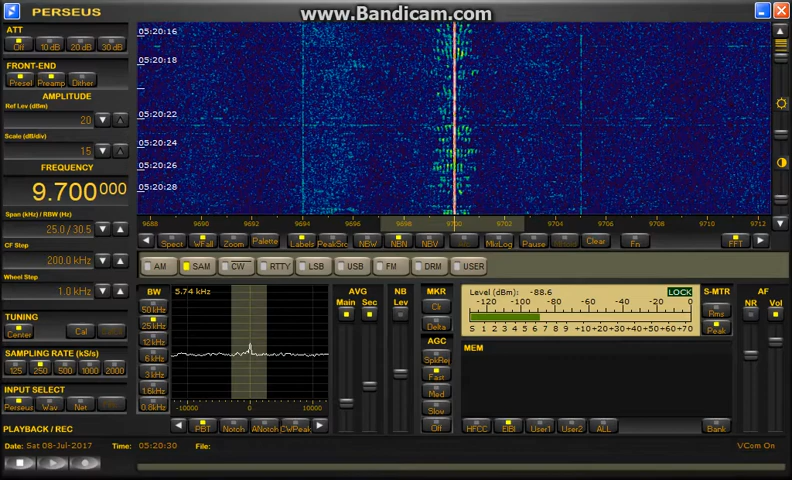 PERSEUS
www.Bandicam.com
ATT
Off 10 dB 20 dB 30 dB
FRONT-END
Presel Preamp Dither
AMPLITUDE
Ref Lev (dBm)
20
Scale (dB/div)
15
FREQUENCY
9.700000
Span (kHz) / RBW (Hz)
25.0 / 30.5
CF Step
200.0 kHz
Wheel Step
1.0 kHz
TUNING
Center Cal
SAMPLING RATE (kS/s)
125 250 500 1000 2000
INPUT SELECT
Perseus Wav Net
PLAYBACK / REC
05:20:16
05:20:18
05:20:22
05:20:24
05:20:26
05:20:28
9688 9690 9692 9694 9696 9698 9700 9702 9704 9706 9708 9710 9712
Spect WFall Zoom Palette Labels PeakSrc NBW NBN NBV MkrLog Pause Clear Fn FFT
AM SAM CW RTTY LSB USB FM DRM USER
BW
50 kHz
25 kHz
12 kHz
6 kHz
3 kHz
1.6kHz
0.8kHz
5.74 kHz
-10000 0 10000
PBT Notch ANotch CWPeak
AVG
Main Sec
NB
Lev
MKR
Clr
Delta
AGC
SpkRej
Fast
Med
Slow
Off
Level (dBm): -88.6 LOCK
-120 -100 -80 -60 -40 -20 0
S 1 2 3 4 5 6 7 8 9 +10 +20 +30 +40 +50 +60 +70
MEM
HFCC EIBI User1 User2 ALL Bank
S-MTR
Rms
Peak
AF
NR Vol
Date: Sat 08-Jul-2017 Time: 05:20:30 File: VCom On